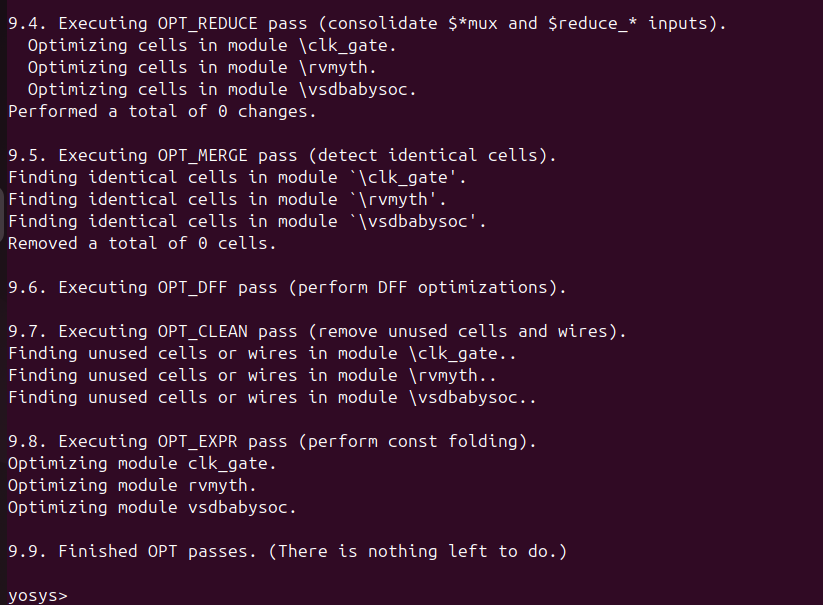 9.4. Executing OPT_REDUCE pass (consolidate $*mux and $reduce_* inputs).
  Optimizing cells in module \clk_gate.
  Optimizing cells in module \rvmyth.
  Optimizing cells in module \vsdbabysoc.
Performed a total of 0 changes.

9.5. Executing OPT_MERGE pass (detect identical cells).
Finding identical cells in module `\clk_gate'.
Finding identical cells in module `\rvmyth'.
Finding identical cells in module `\vsdbabysoc'.
Removed a total of 0 cells.

9.6. Executing OPT_DFF pass (perform DFF optimizations).

9.7. Executing OPT_CLEAN pass (remove unused cells and wires).
Finding unused cells or wires in module \clk_gate..
Finding unused cells or wires in module \rvmyth..
Finding unused cells or wires in module \vsdbabysoc..

9.8. Executing OPT_EXPR pass (perform const folding).
Optimizing module clk_gate.
Optimizing module rvmyth.
Optimizing module vsdbabysoc.

9.9. Finished OPT passes. (There is nothing left to do.)

yosys>